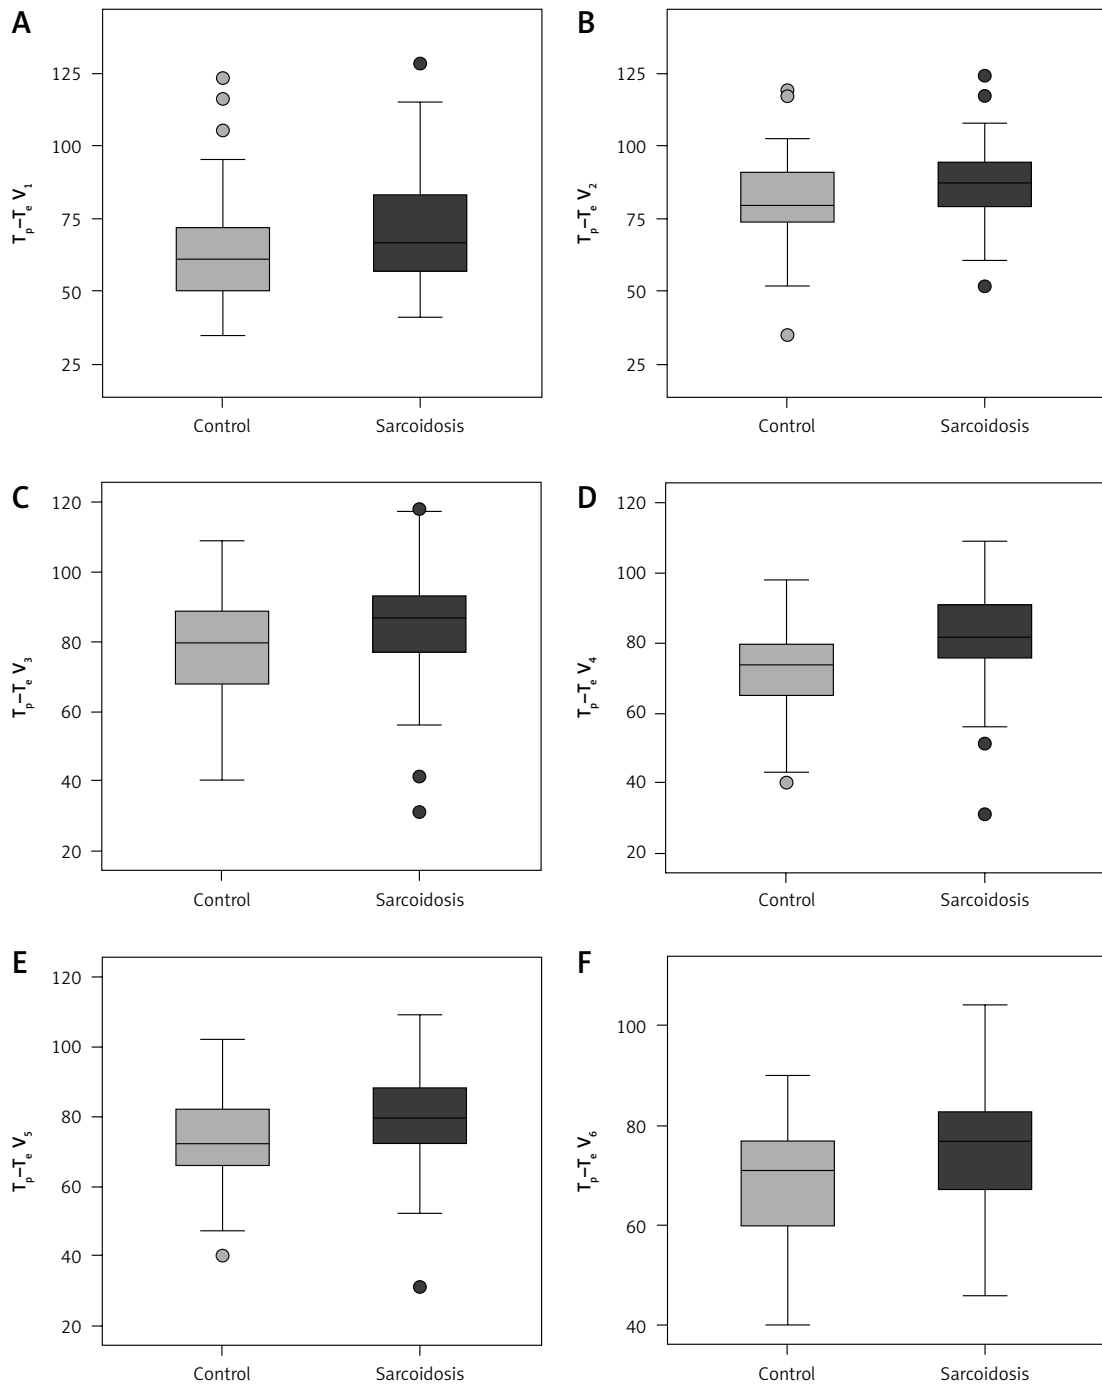 A
B
125
100
75
50
25
Tp–Te V1
Control
Sarcoidosis
125
100
75
50
25
Tp–Te V2
Control
Sarcoidosis
C
D
120
100
80
60
40
20
Tp–Te V3
Control
Sarcoidosis
120
100
80
60
40
20
Tp–Te V4
Control
Sarcoidosis
E
F
120
100
80
60
40
20
Tp–Te V5
Control
Sarcoidosis
100
80
60
40
Tp–Te V6
Control
Sarcoidosis